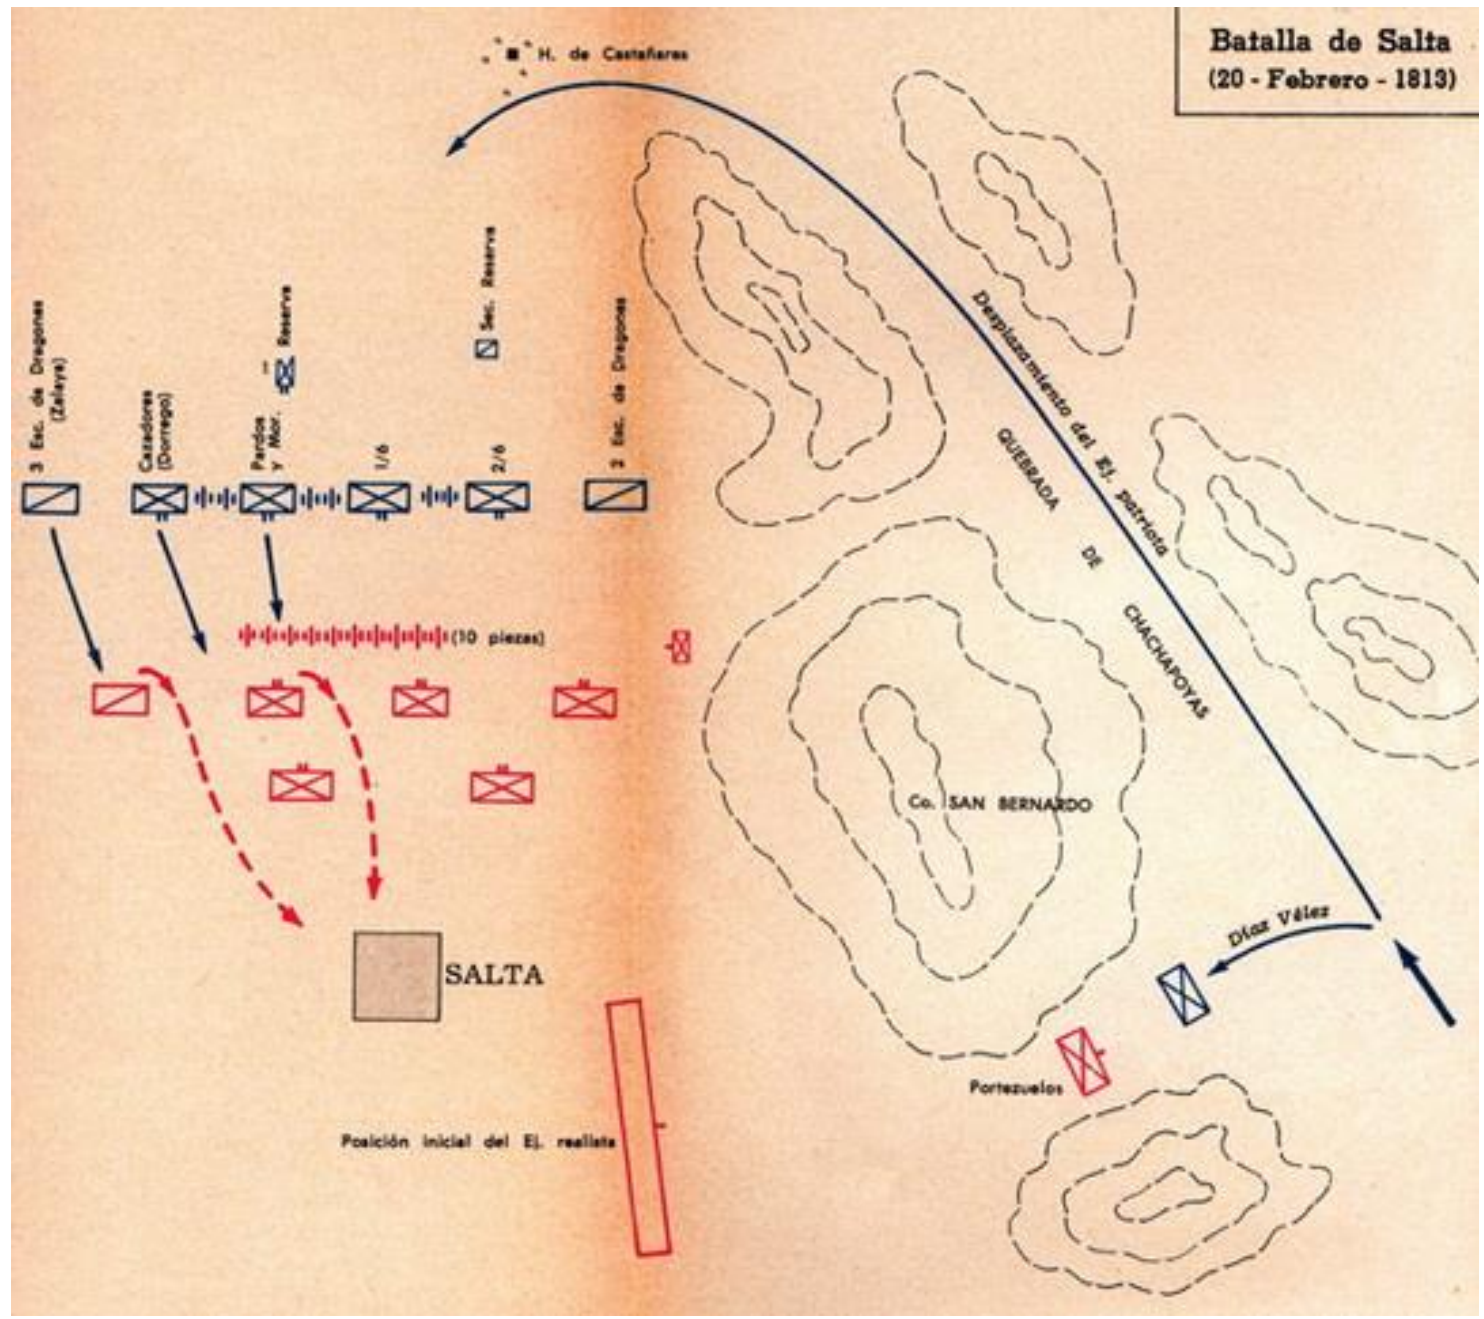 Batalla de Salta
(20 - Febrero - 1813)
H. de Castañares
3 Esc. de Dragones
(Zelaya)
Cazadores
(Dorrego)
Pardos
y Mor.
Reserva
1/6
Sec. Reserva
2/6
2 Esc. de Dragones
Desplazamiento del Ej. patriota
QUEBRADA
DE
CHACHAPOYAS
(10 piezas)
Co. SAN BERNARDO
Díaz Vélez
SALTA
Portezuelos
Posición inicial del Ej. realista